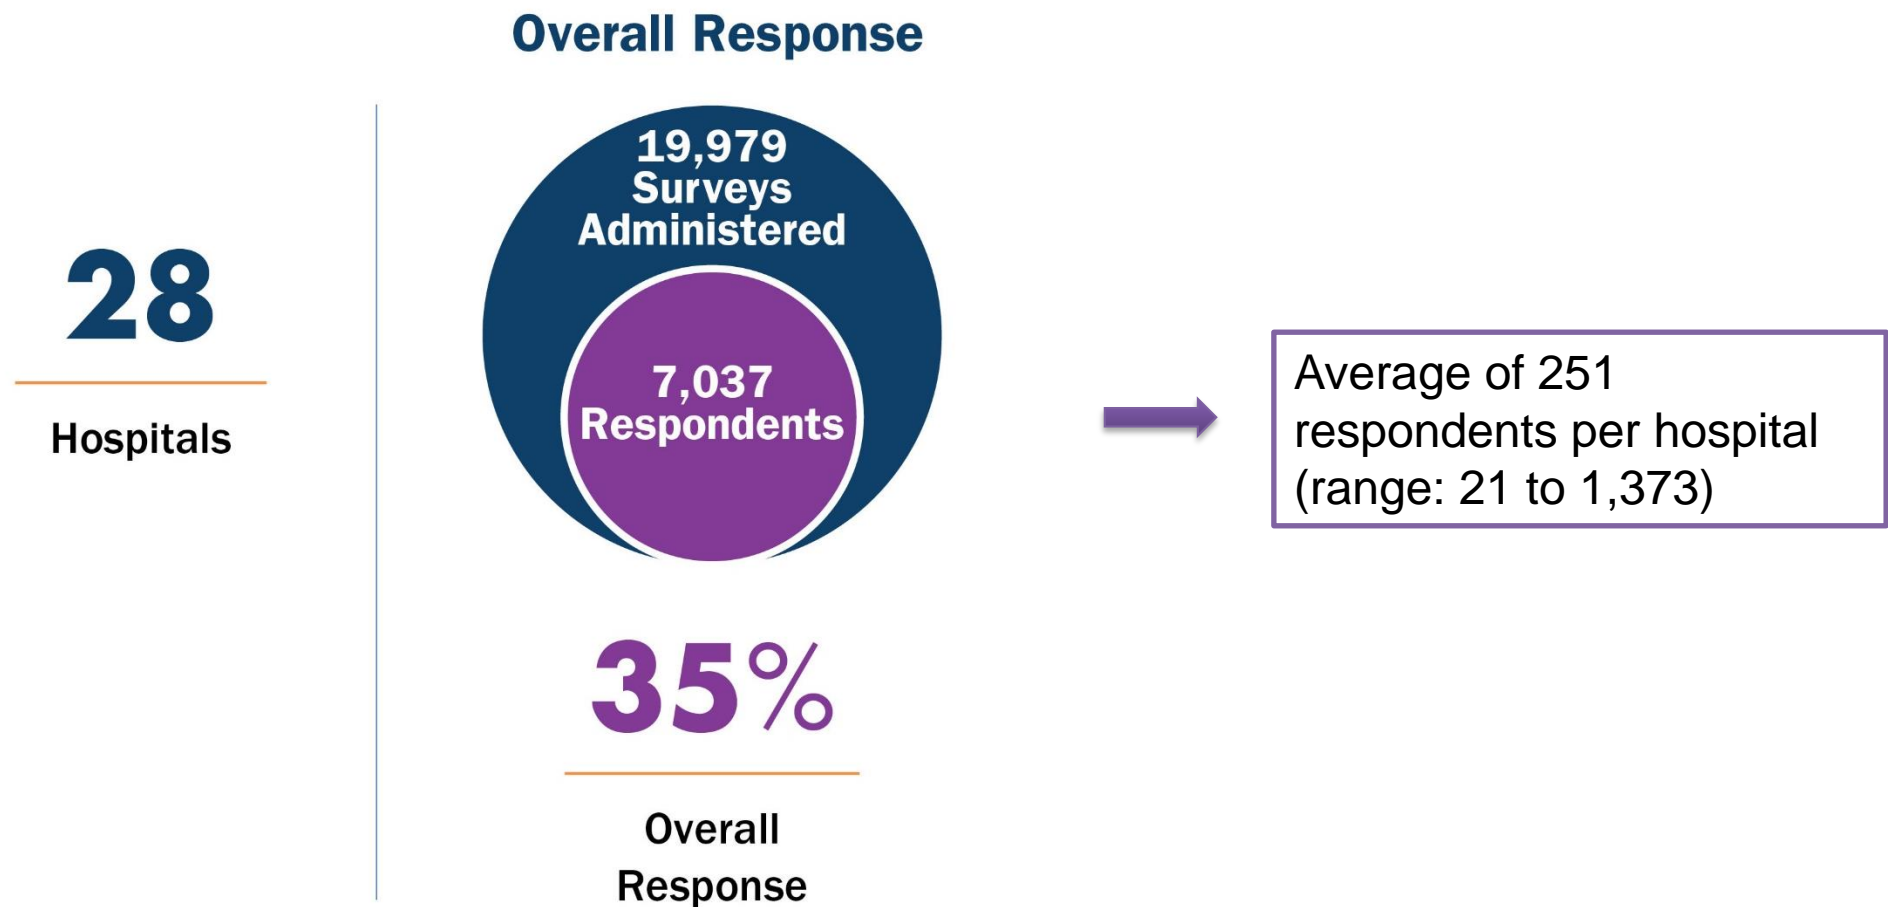 Overall Response
28
Hospitals
19,979
Surveys
Administered
7,037
Respondents
35%
Overall
Response
Average of 251
respondents per hospital
(range: 21 to 1,373)